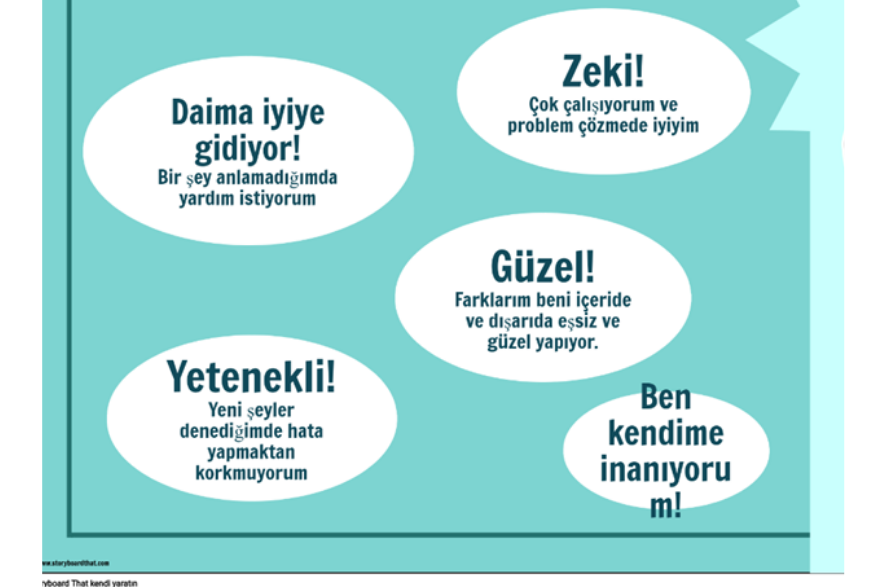 Zeki!
Çok çalışıyorum ve
problem çözmede iyiyim
Daima iyiye
gidiyor!
Bir şey anlamadığımda
yardım istiyorum
Güzel!
Farklarım beni içeride
ve dışarıda eşsiz ve
güzel yapıyor.
Yetenekli!
Yeni şeyler
denediğimde hata
yapmaktan
korkmuyorum
Ben
kendime
inanıyoru
m!
www.storyboardthat.com
ryboard That kendi yaratın